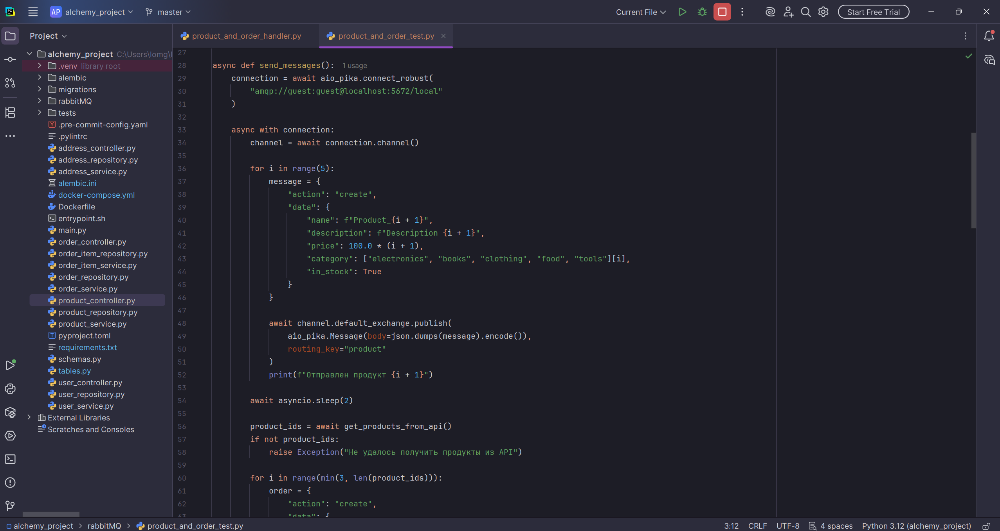 AP alchemy_project master Current File Start Free Trial
Project
product_and_order_handler.py product_and_order_test.py
alchemy_project C:\Users\lomg\
.venv library root
alembic
migrations
rabbitMQ
tests
.pre-commit-config.yaml
.pylintrc
address_controller.py
address_repository.py
address_service.py
alembic.ini
docker-compose.yml
Dockerfile
entrypoint.sh
main.py
order_controller.py
order_item_repository.py
order_item_service.py
order_repository.py
order_service.py
product_controller.py
product_repository.py
product_service.py
pyproject.toml
requirements.txt
schemas.py
tables.py
user_controller.py
user_repository.py
user_service.py
External Libraries
Scratches and Consoles
27
28 async def send_messages(): 1 usage
29 connection = await aio_pika.connect_robust(
30 "amqp://guest:guest@localhost:5672/local"
31 )
32
33 async with connection:
34 channel = await connection.channel()
35
36 for i in range(5):
37 message = {
38 "action": "create",
39 "data": {
40 "name": f"Product_{i + 1}",
41 "description": f"Description {i + 1}",
42 "price": 100.0 * (i + 1),
43 "category": ["electronics", "books", "clothing", "food", "tools"][i],
44 "in_stock": True
45 }
46 }
47
48 await channel.default_exchange.publish(
49 aio_pika.Message(body=json.dumps(message).encode()),
50 routing_key="product"
51 )
52 print(f"Отправлен продукт {i + 1}")
53
54 await asyncio.sleep(2)
55
56 product_ids = await get_products_from_api()
57 if not product_ids:
58 raise Exception("Не удалось получить продукты из API")
59
60 for i in range(min(3, len(product_ids))):
61 order = {
62 "action": "create",
63 "data": {
alchemy_project > rabbitMQ > product_and_order_test.py 3:12 CRLF UTF-8 4 spaces Python 3.12 (alchemy_project)